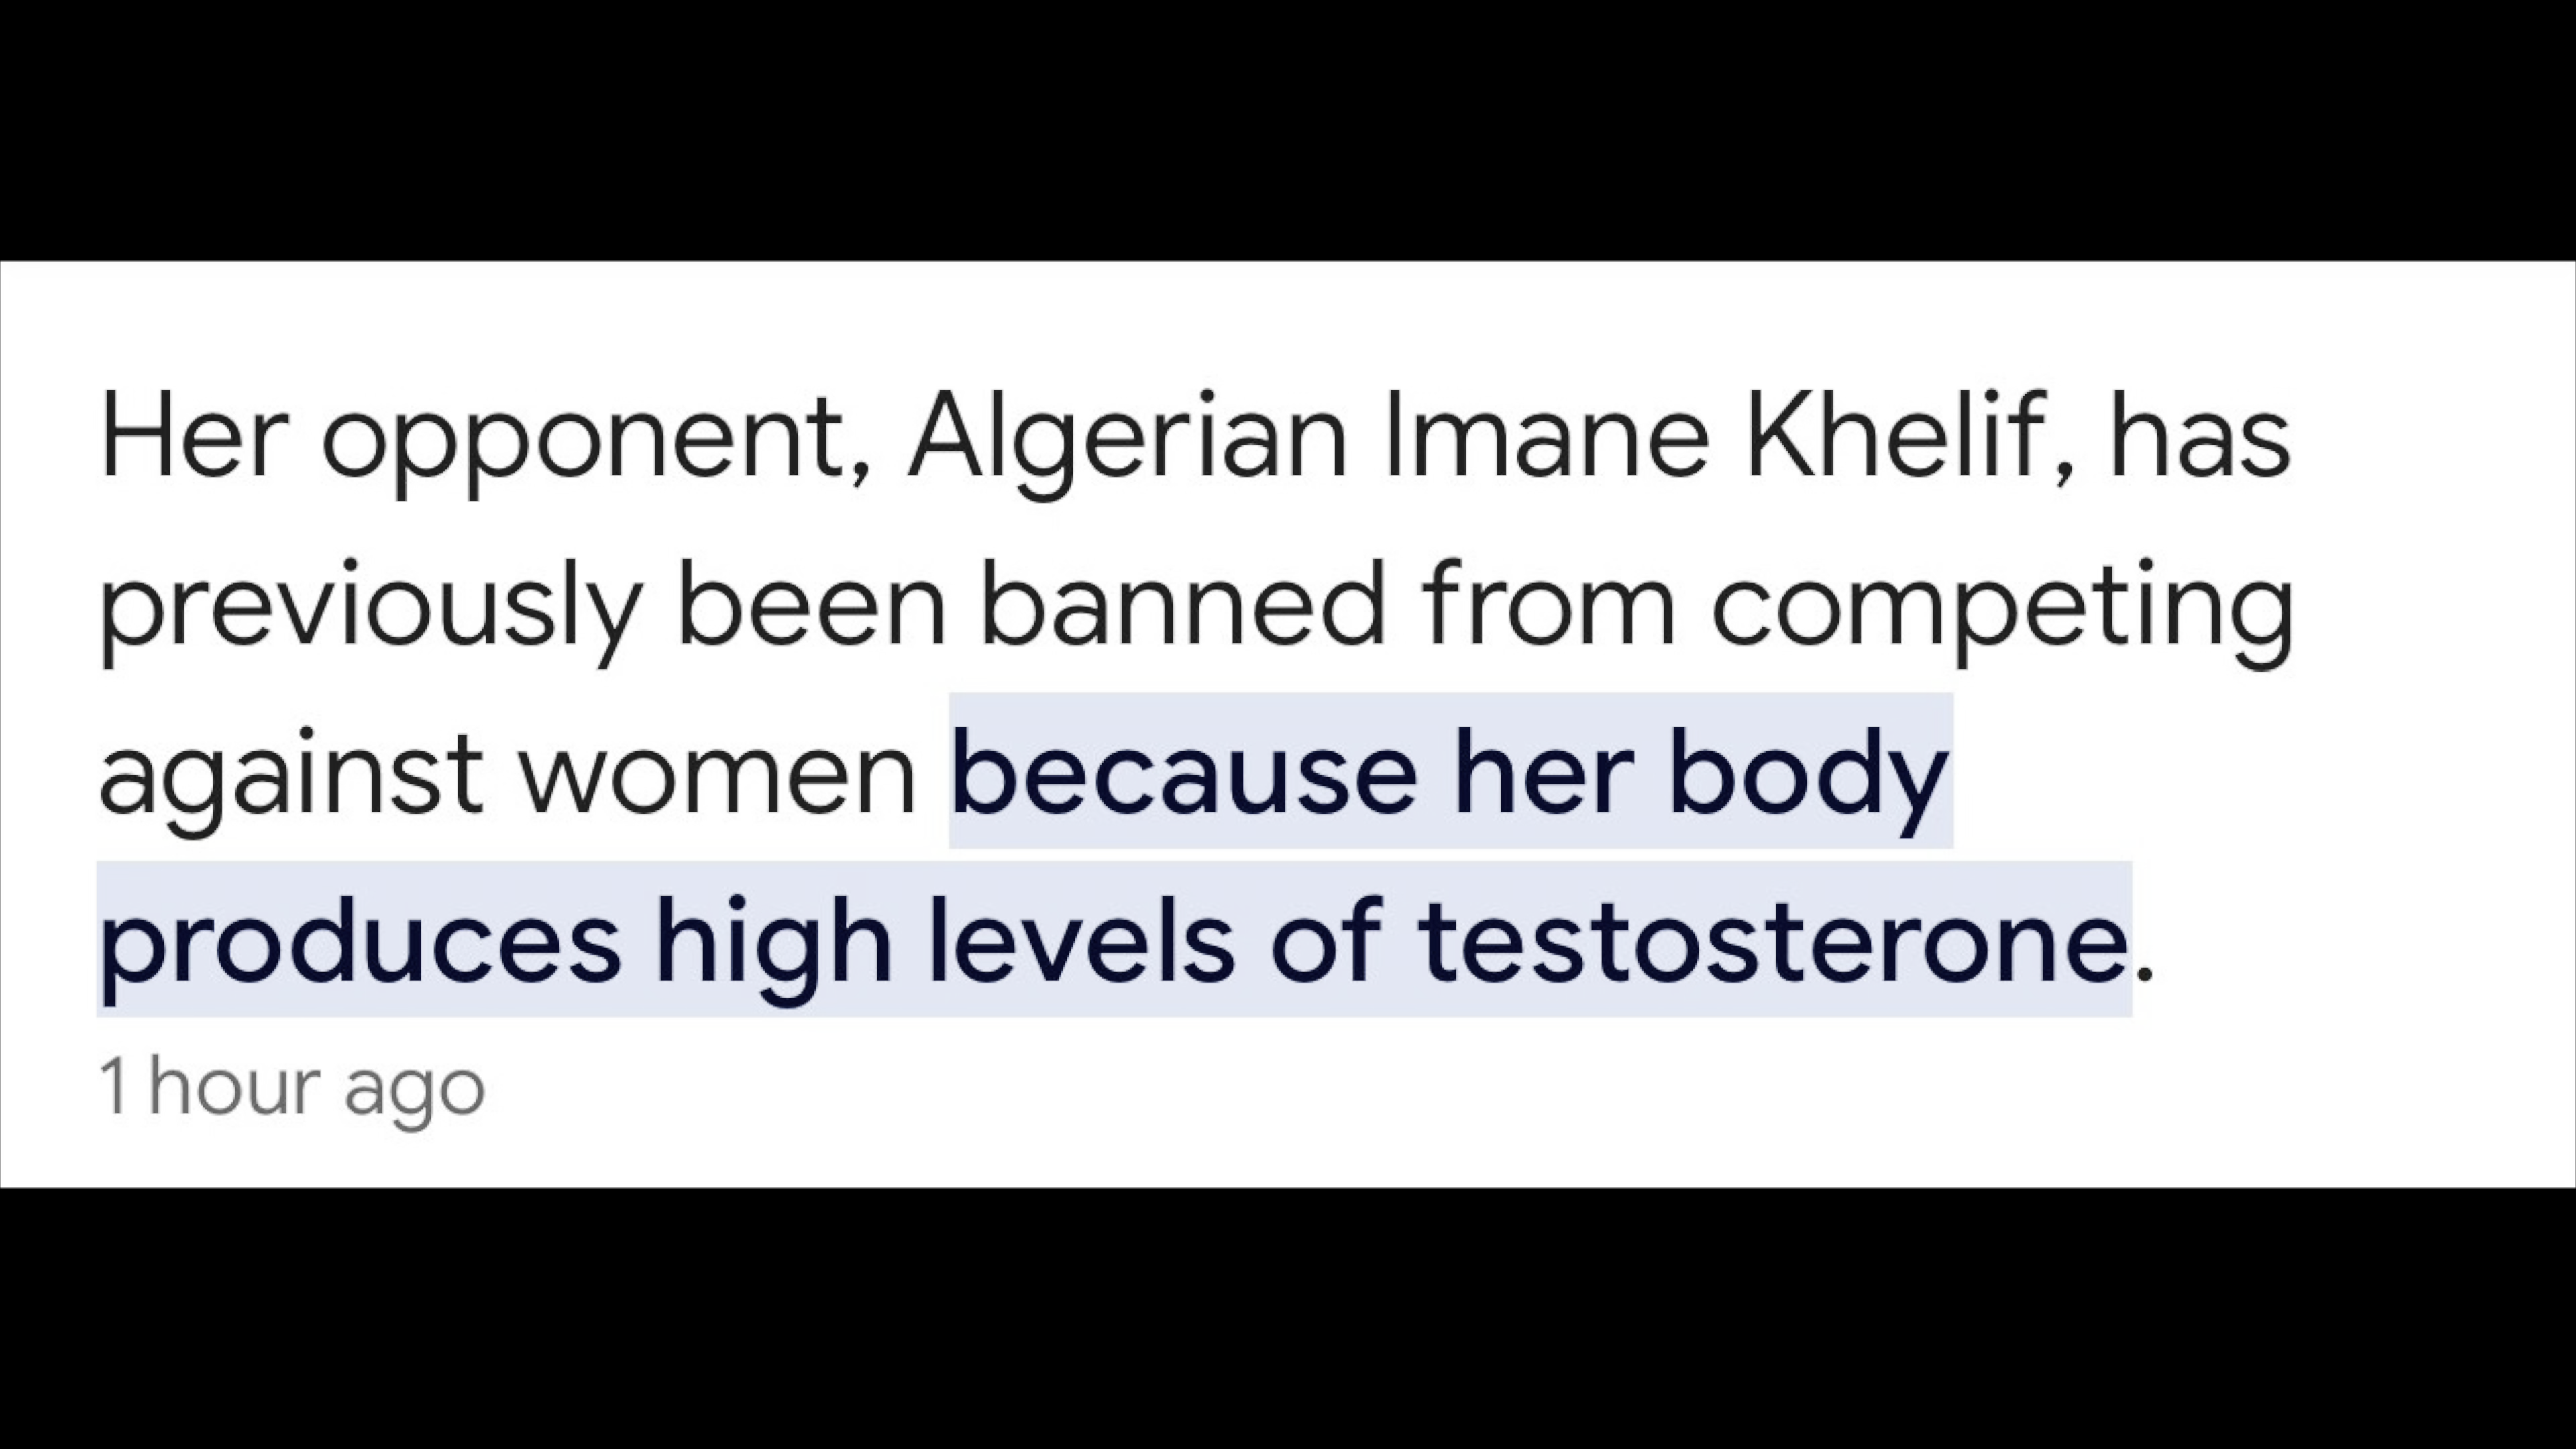 Her opponent, Algerian Imane Khelif, has
previously been banned from competing
against women because her body
produces high levels of testosterone.
1 hour ago